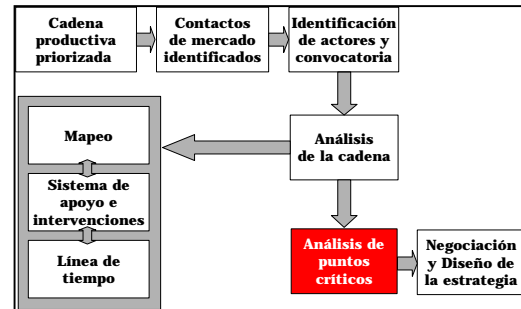 Cadena
productiva
priorizada
Contactos
de mercado
identificados
Identificación
de actores y
convocatoria
Análisis
de la cadena
Mapeo
Sistema de
apoyo e
intervenciones
Línea de
tiempo
Análisis de
puntos
críticos
Negociación
y Diseño de
la estrategia